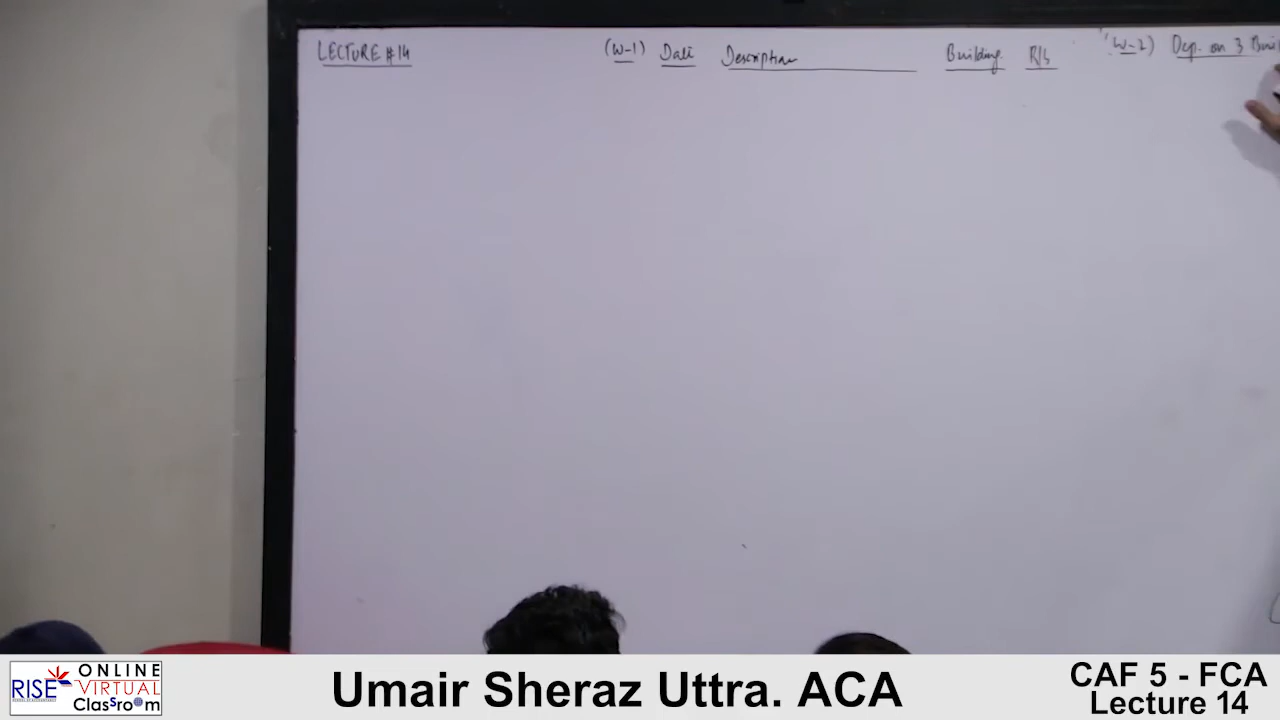 LECTURE # 14
(W-1) Date Description Building R/S
(W-2) Dep. on 3
RISE ONLINE VIRTUAL ClasSroom
Umair Sheraz Uttra. ACA
CAF 5 - FCA
Lecture 14